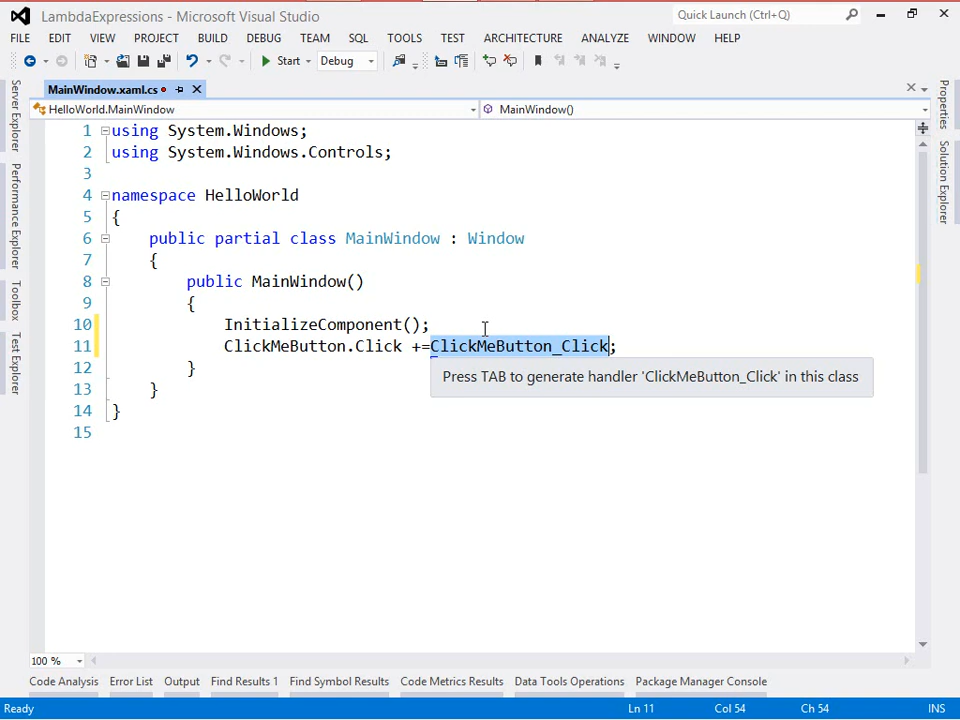 LambdaExpressions - Microsoft Visual Studio
Quick Launch (Ctrl+Q)
FILE EDIT VIEW PROJECT BUILD DEBUG TEAM SQL TOOLS TEST ARCHITECTURE ANALYZE WINDOW HELP
Start Debug
MainWindow.xaml.cs
HelloWorld.MainWindow MainWindow()
Server Explorer
Performance Explorer
Toolbox
Test Explorer
1 using System.Windows;
2 using System.Windows.Controls;
3
4 namespace HelloWorld
5 {
6 public partial class MainWindow : Window
7 {
8 public MainWindow()
9 {
10 InitializeComponent();
11 ClickMeButton.Click +=ClickMeButton_Click;
Press TAB to generate handler 'ClickMeButton_Click' in this class
12 }
13 }
14 }
15
Properties
Solution Explorer
100 %
Code Analysis Error List Output Find Results 1 Find Symbol Results Code Metrics Results Data Tools Operations Package Manager Console
Ready Ln 11 Col 54 Ch 54 INS